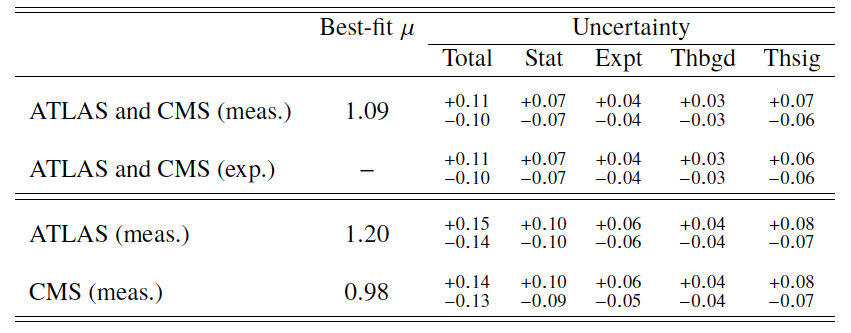 Best-fit μ Uncertainty
Total Stat Expt Thbgd Thsig
ATLAS and CMS (meas.) 1.09 +0.11 −0.10 +0.07 −0.07 +0.04 −0.04 +0.03 −0.03 +0.07 −0.06
ATLAS and CMS (exp.) – +0.11 −0.10 +0.07 −0.07 +0.04 −0.04 +0.03 −0.03 +0.06 −0.06
ATLAS (meas.) 1.20 +0.15 −0.14 +0.10 −0.10 +0.06 −0.06 +0.04 −0.04 +0.08 −0.07
CMS (meas.) 0.98 +0.14 −0.13 +0.10 −0.09 +0.06 −0.05 +0.04 −0.04 +0.08 −0.07